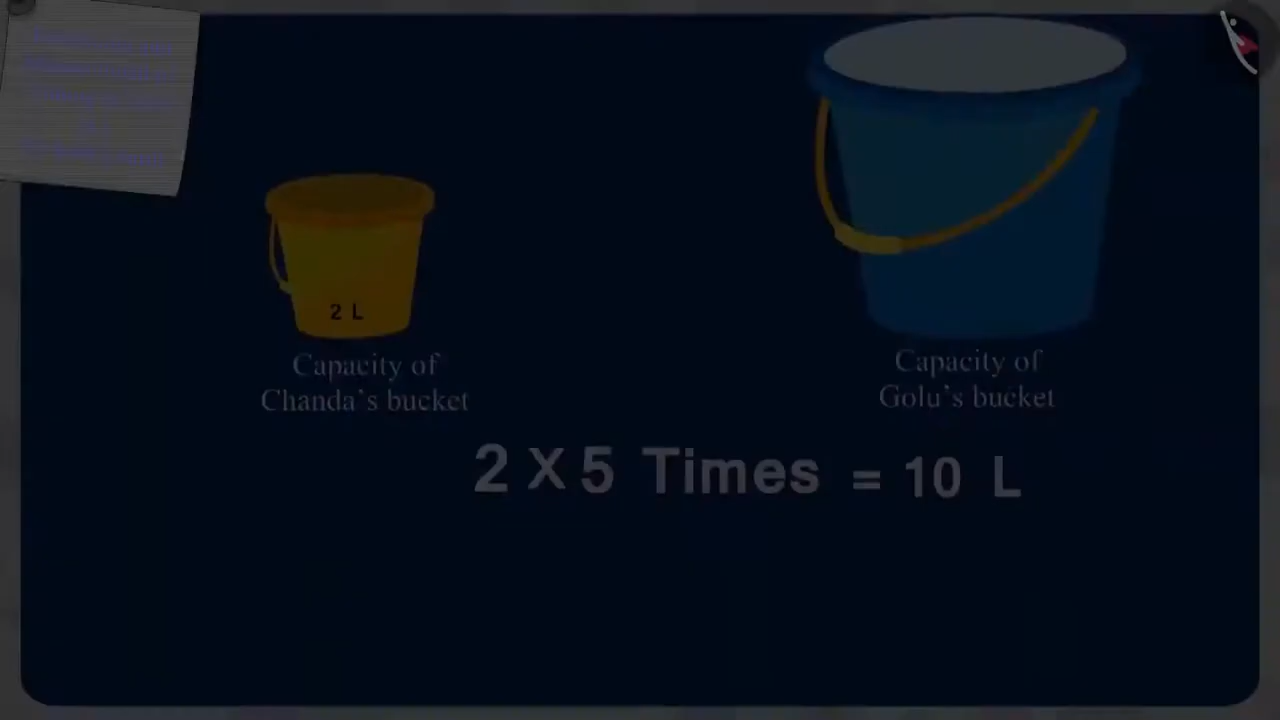 2 L
Capacity of
Chanda's bucket
Capacity of
Golu's bucket
2 X 5 Times = 10 L